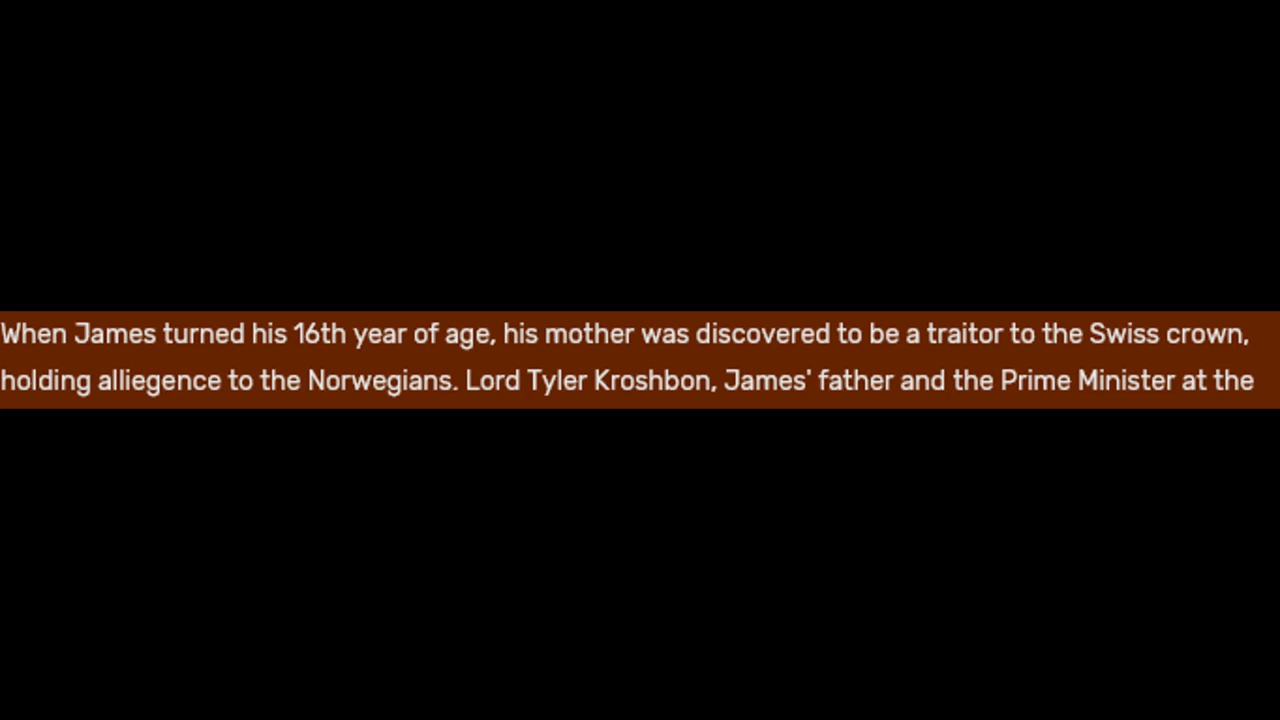 When James turned his 16th year of age, his mother was discovered to be a traitor to the Swiss crown,
holding alliegence to the Norwegians. Lord Tyler Kroshbon, James' father and the Prime Minister at the